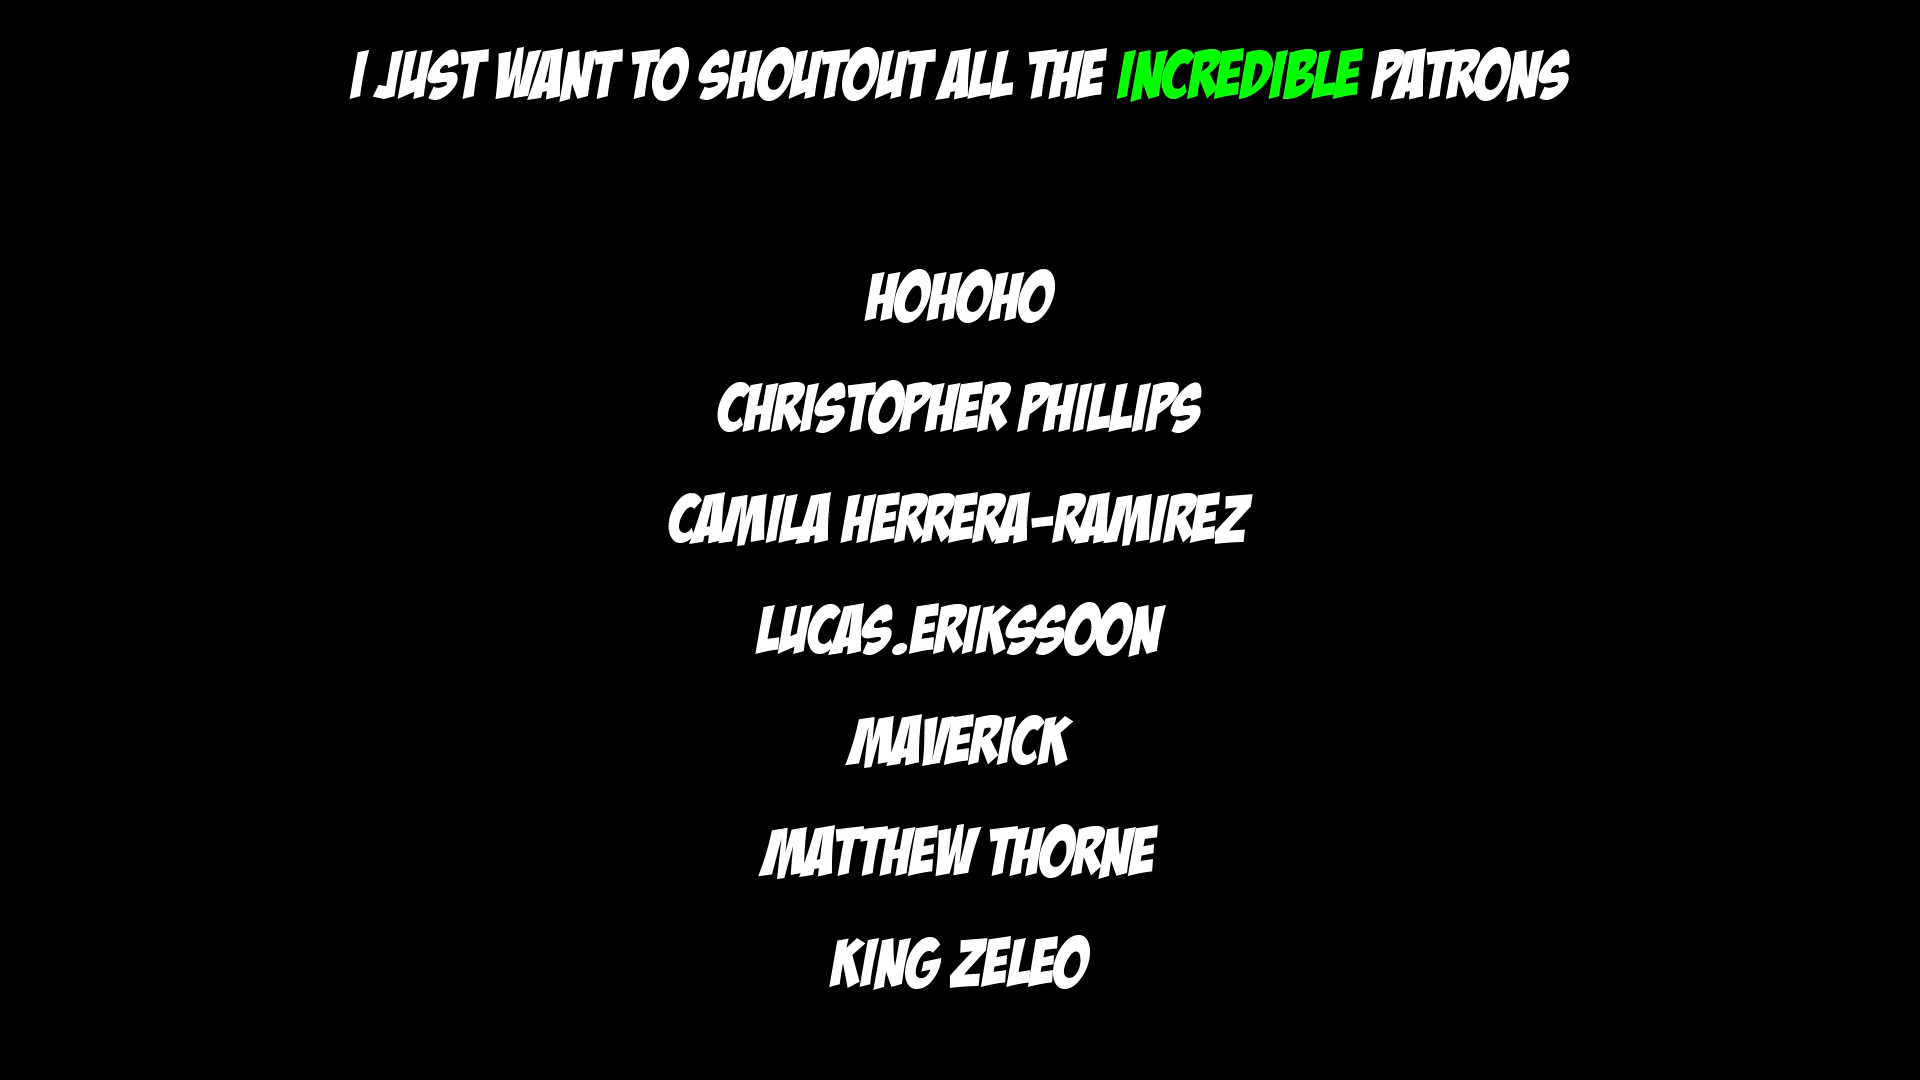 I JUST WANT TO SHOUTOUT ALL THE INCREDIBLE PATRONS
HOHOHO
CHRISTOPHER PHILLIPS
CAMILA HERRERA-RAMIREZ
LUCAS.ERIKSSOON
MAVERICK
MATTHEW THORNE
KING ZELEO